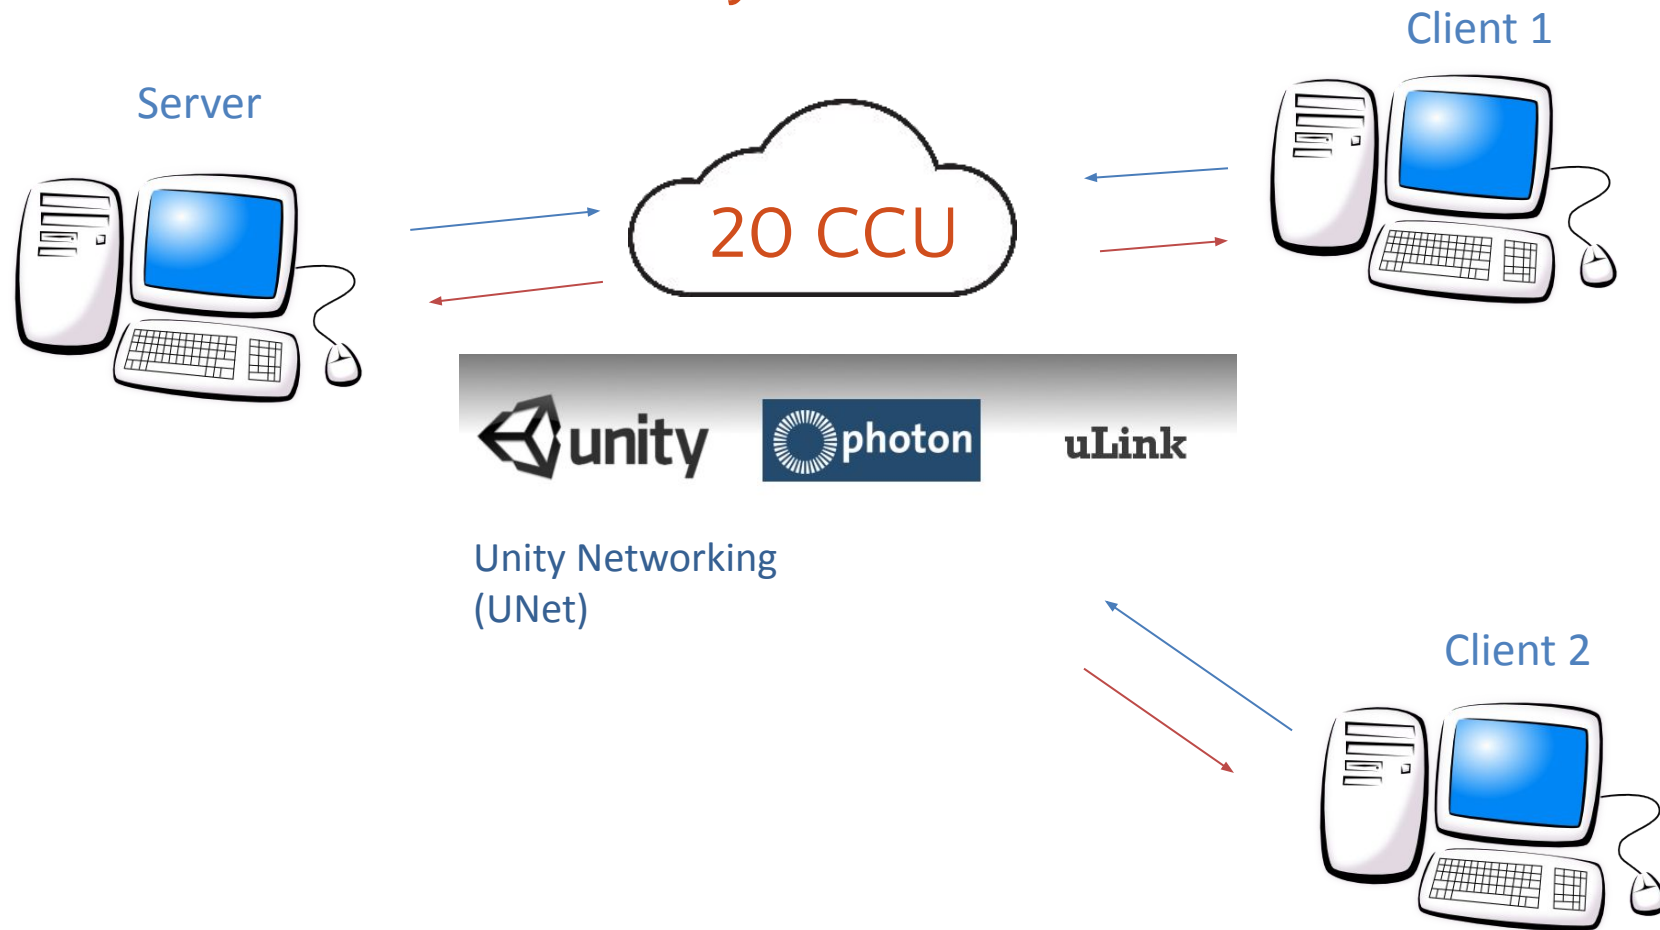 Client 1
Server
20 CCU
unity
photon
uLink
Unity Networking
(UNet)
Client 2